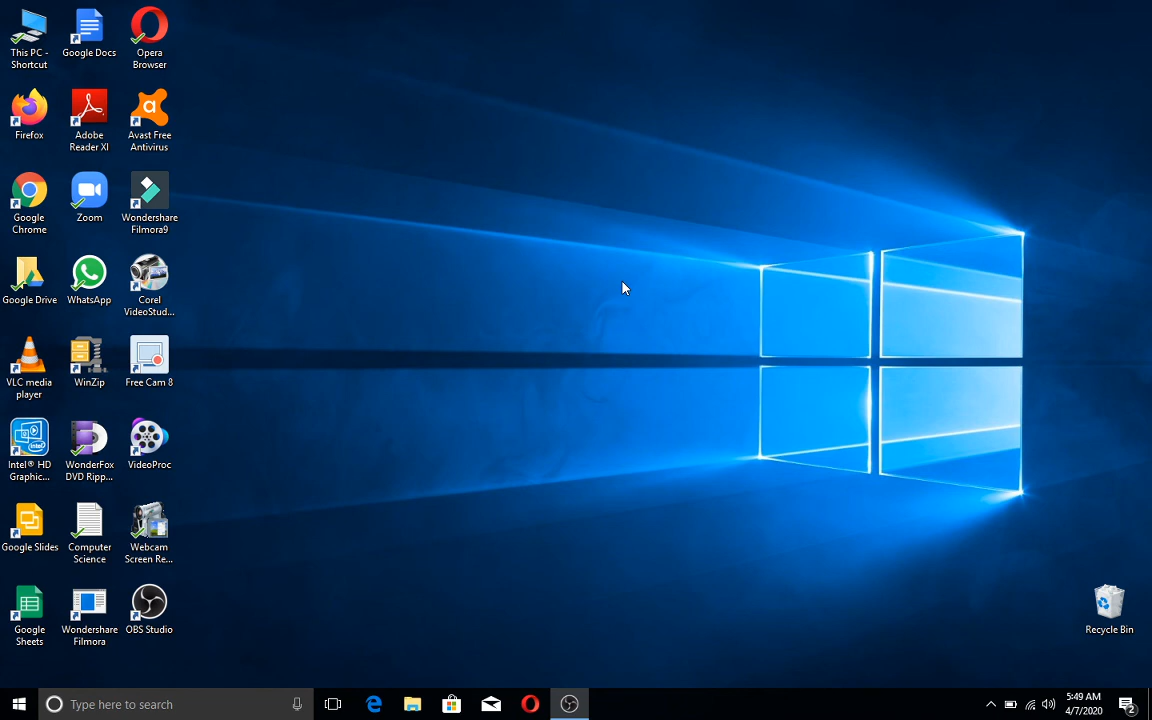 This PC -
Shortcut
Google Docs
Opera
Browser
Firefox
Adobe
Reader XI
Avast Free
Antivirus
Google
Chrome
Zoom
Wondershare
Filmora9
Google Drive
WhatsApp
Corel
VideoStud...
VLC media
player
WinZip
Free Cam 8
Intel® HD
Graphic...
WonderFox
DVD Ripp...
VideoProc
Google Slides
Computer
Science
Webcam
Screen Re...
Google
Sheets
Wondershare
Filmora
OBS Studio
Recycle Bin
Type here to search
5:49 AM
4/7/2020
2